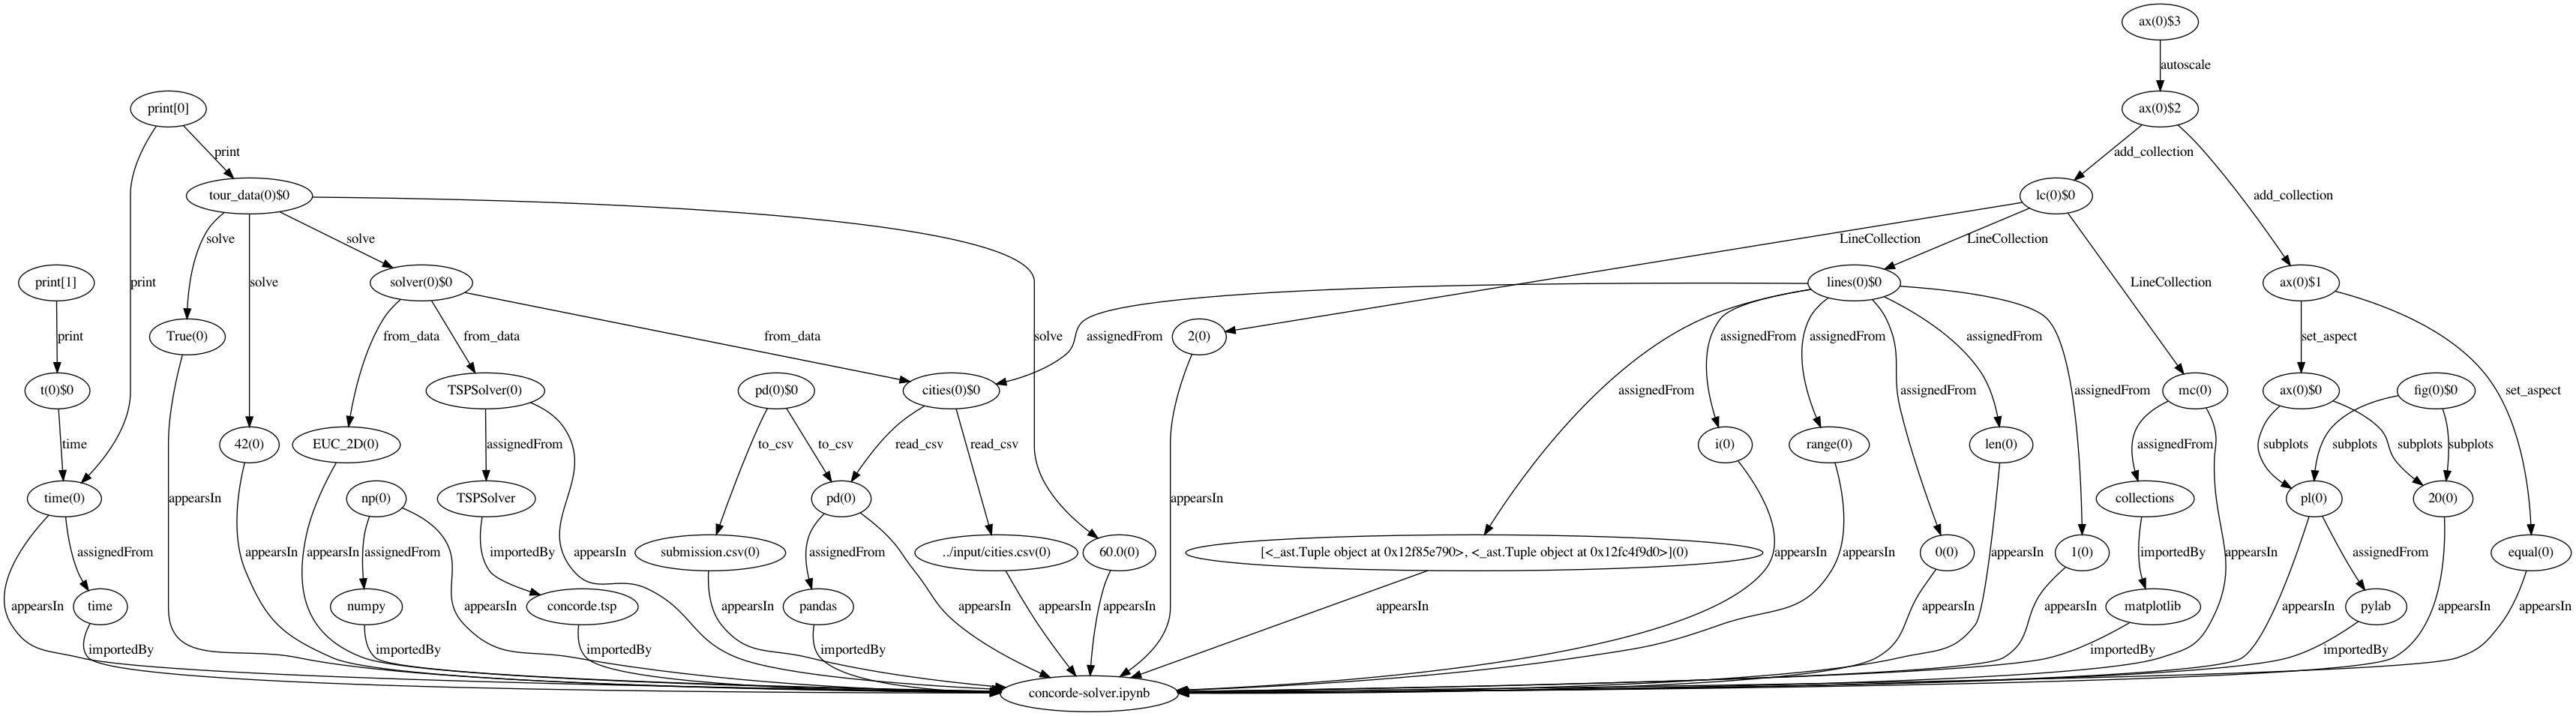 ax(0)$3
autoscale
print[0]
ax(0)$2
print
add_collection
tour_data(0)$0
lc(0)$0
add_collection
solve
solve
LineCollection
LineCollection
print[1]
print
solve
solver(0)$0
lines(0)$0
LineCollection
ax(0)$1
print
True(0)
from_data
from_data
from_data
solve
assignedFrom
2(0)
assignedFrom
assignedFrom
assignedFrom
set_aspect
t(0)$0
TSPSolver(0)
pd(0)$0
cities(0)$0
assignedFrom
assignedFrom
assignedFrom
mc(0)
ax(0)$0
fig(0)$0
set_aspect
time
42(0)
EUC_2D(0)
assignedFrom
to_csv
to_csv
read_csv
read_csv
i(0)
range(0)
len(0)
assignedFrom
subplots
subplots
subplots
subplots
time(0)
appearsIn
np(0)
TSPSolver
pd(0)
appearsIn
collections
pl(0)
20(0)
assignedFrom
appearsIn
appearsIn
assignedFrom
importedBy
appearsIn
submission.csv(0)
assignedFrom
../input/cities.csv(0)
60.0(0)
[<_ast.Tuple object at 0x12f85e790>, <_ast.Tuple object at 0x12fc4f9d0>](0)
appearsIn
appearsIn
0(0)
appearsIn
1(0)
importedBy
appearsIn
assignedFrom
equal(0)
appearsIn
time
numpy
appearsIn
concorde.tsp
appearsIn
pandas
appearsIn
appearsIn
appearsIn
appearsIn
appearsIn
appearsIn
matplotlib
appearsIn
pylab
appearsIn
appearsIn
importedBy
importedBy
importedBy
importedBy
importedBy
importedBy
concorde-solver.ipynb